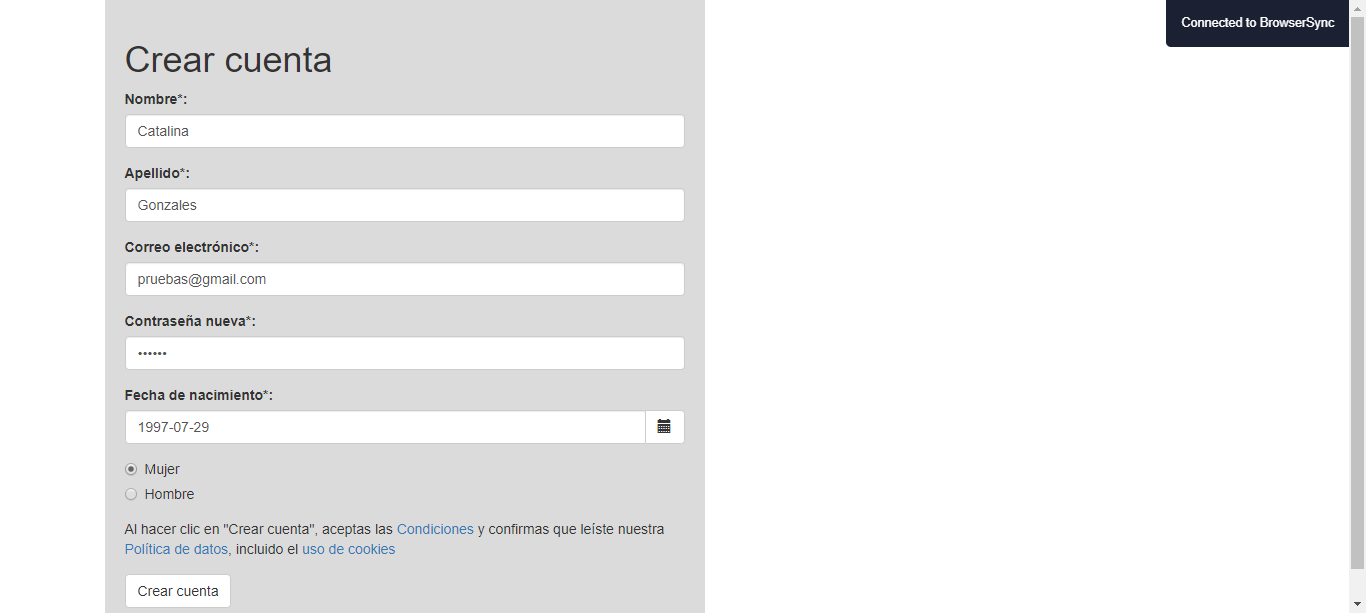 Connected to BrowserSync
Crear cuenta
Nombre*:
Catalina
Apellido*:
Gonzales
Correo electrónico*:
pruebas@gmail.com
Contraseña nueva*:
••••••
Fecha de nacimiento*:
1997-07-29
Mujer
Hombre
Al hacer clic en "Crear cuenta", aceptas las Condiciones y confirmas que leíste nuestra
Política de datos, incluido el uso de cookies
Crear cuenta